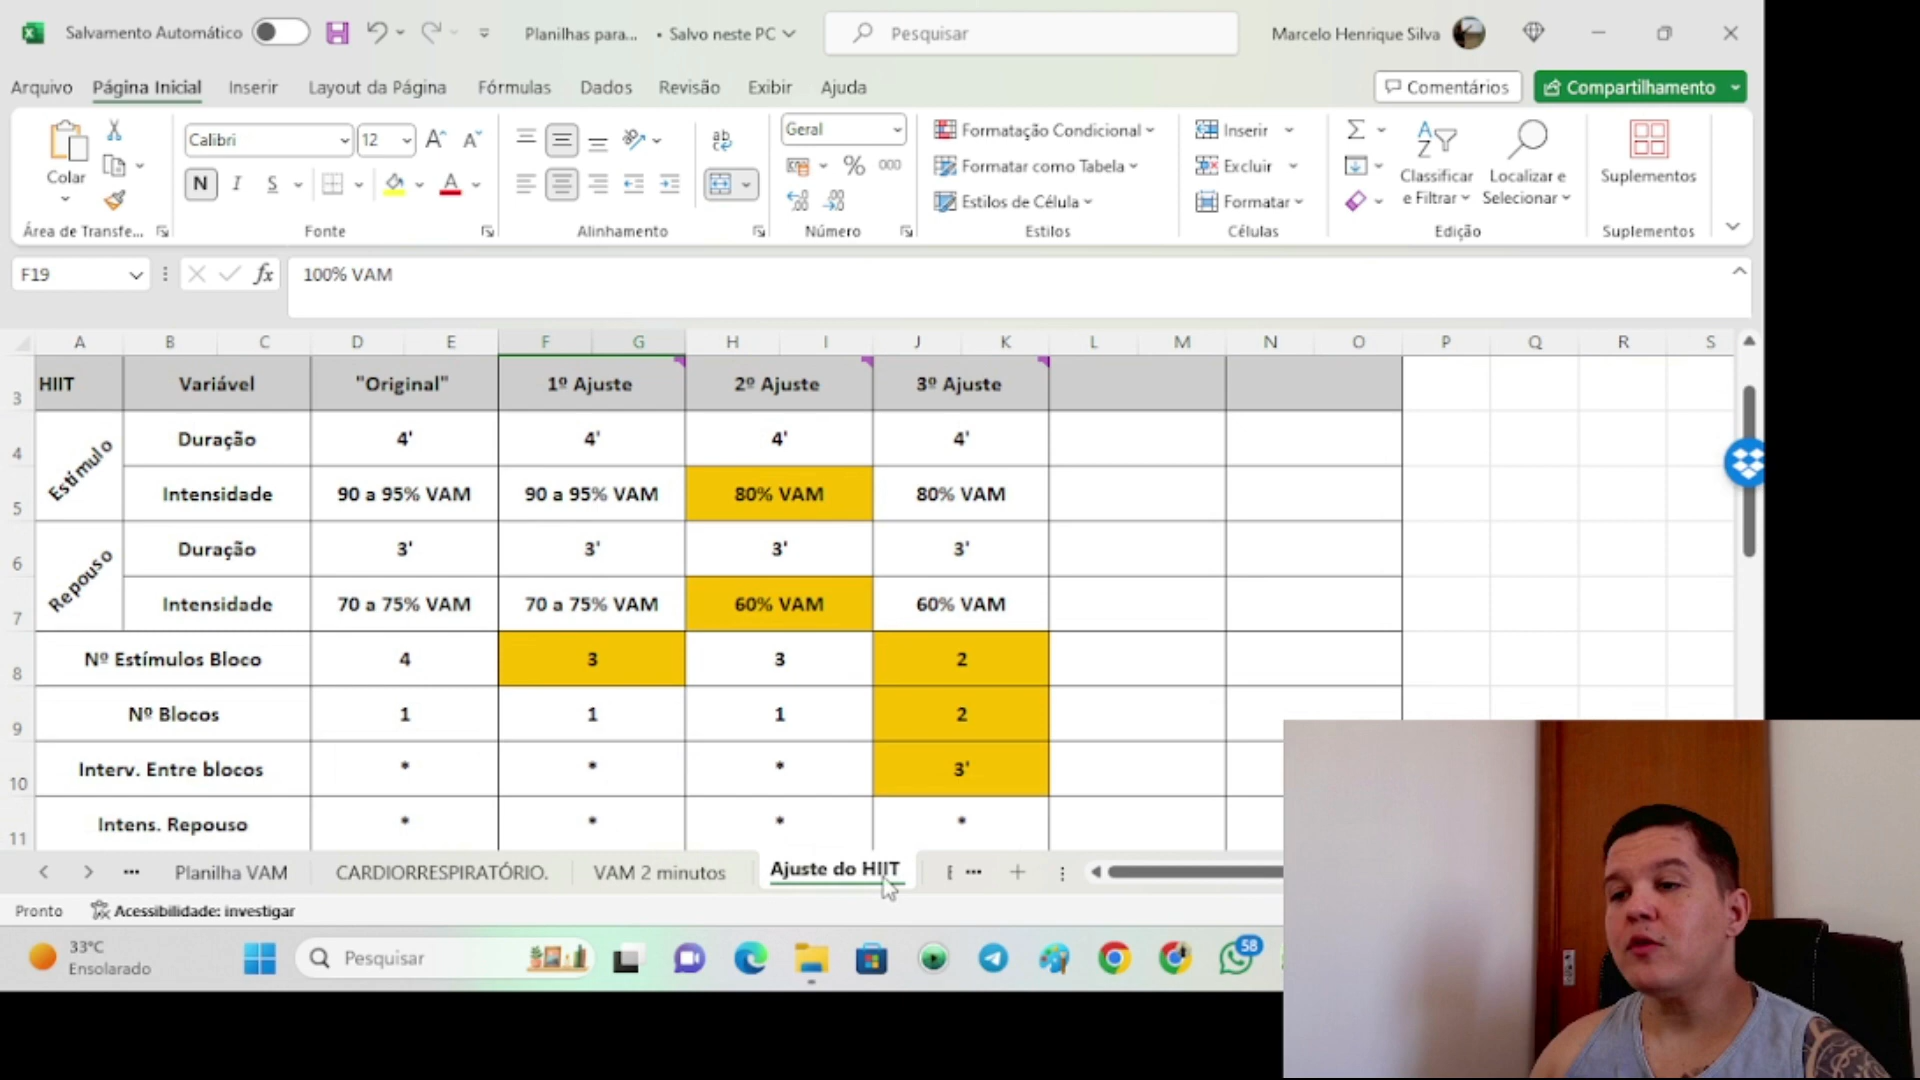 Salvamento Automático
Planilhas para... • Salvo neste PC
Pesquisar
Marcelo Henrique Silva
Arquivo Página Inicial Inserir Layout da Página Fórmulas Dados Revisão Exibir Ajuda
Comentários Compartilhamento
Colar
Área de Transfe...
Calibri 12
N I S
Fonte
Alinhamento
Geral
% 000
Número
Formatação Condicional
Formatar como Tabela
Estilos de Célula
Estilos
Inserir
Excluir
Formatar
Células
Classificar e Filtrar
Localizar e Selecionar
Edição
Suplementos
Suplementos
F19 fx 100% VAM
A B C D E F G H I J K L M N O P Q R S
3 HIIT Variável "Original" 1º Ajuste 2º Ajuste 3º Ajuste
Estímulo
4 Duração 4' 4' 4' 4'
5 Intensidade 90 a 95% VAM 90 a 95% VAM 80% VAM 80% VAM
Repouso
6 Duração 3' 3' 3' 3'
7 Intensidade 70 a 75% VAM 70 a 75% VAM 60% VAM 60% VAM
8 Nº Estímulos Bloco 4 3 3 2
9 Nº Blocos 1 1 1 2
10 Interv. Entre blocos * * * 3'
11 Intens. Repouso * * * *
Planilha VAM CARDIORRESPIRATÓRIO. VAM 2 minutos Ajuste do HIIT
Pronto Acessibilidade: investigar
33°C
Ensolarado
Pesquisar
58